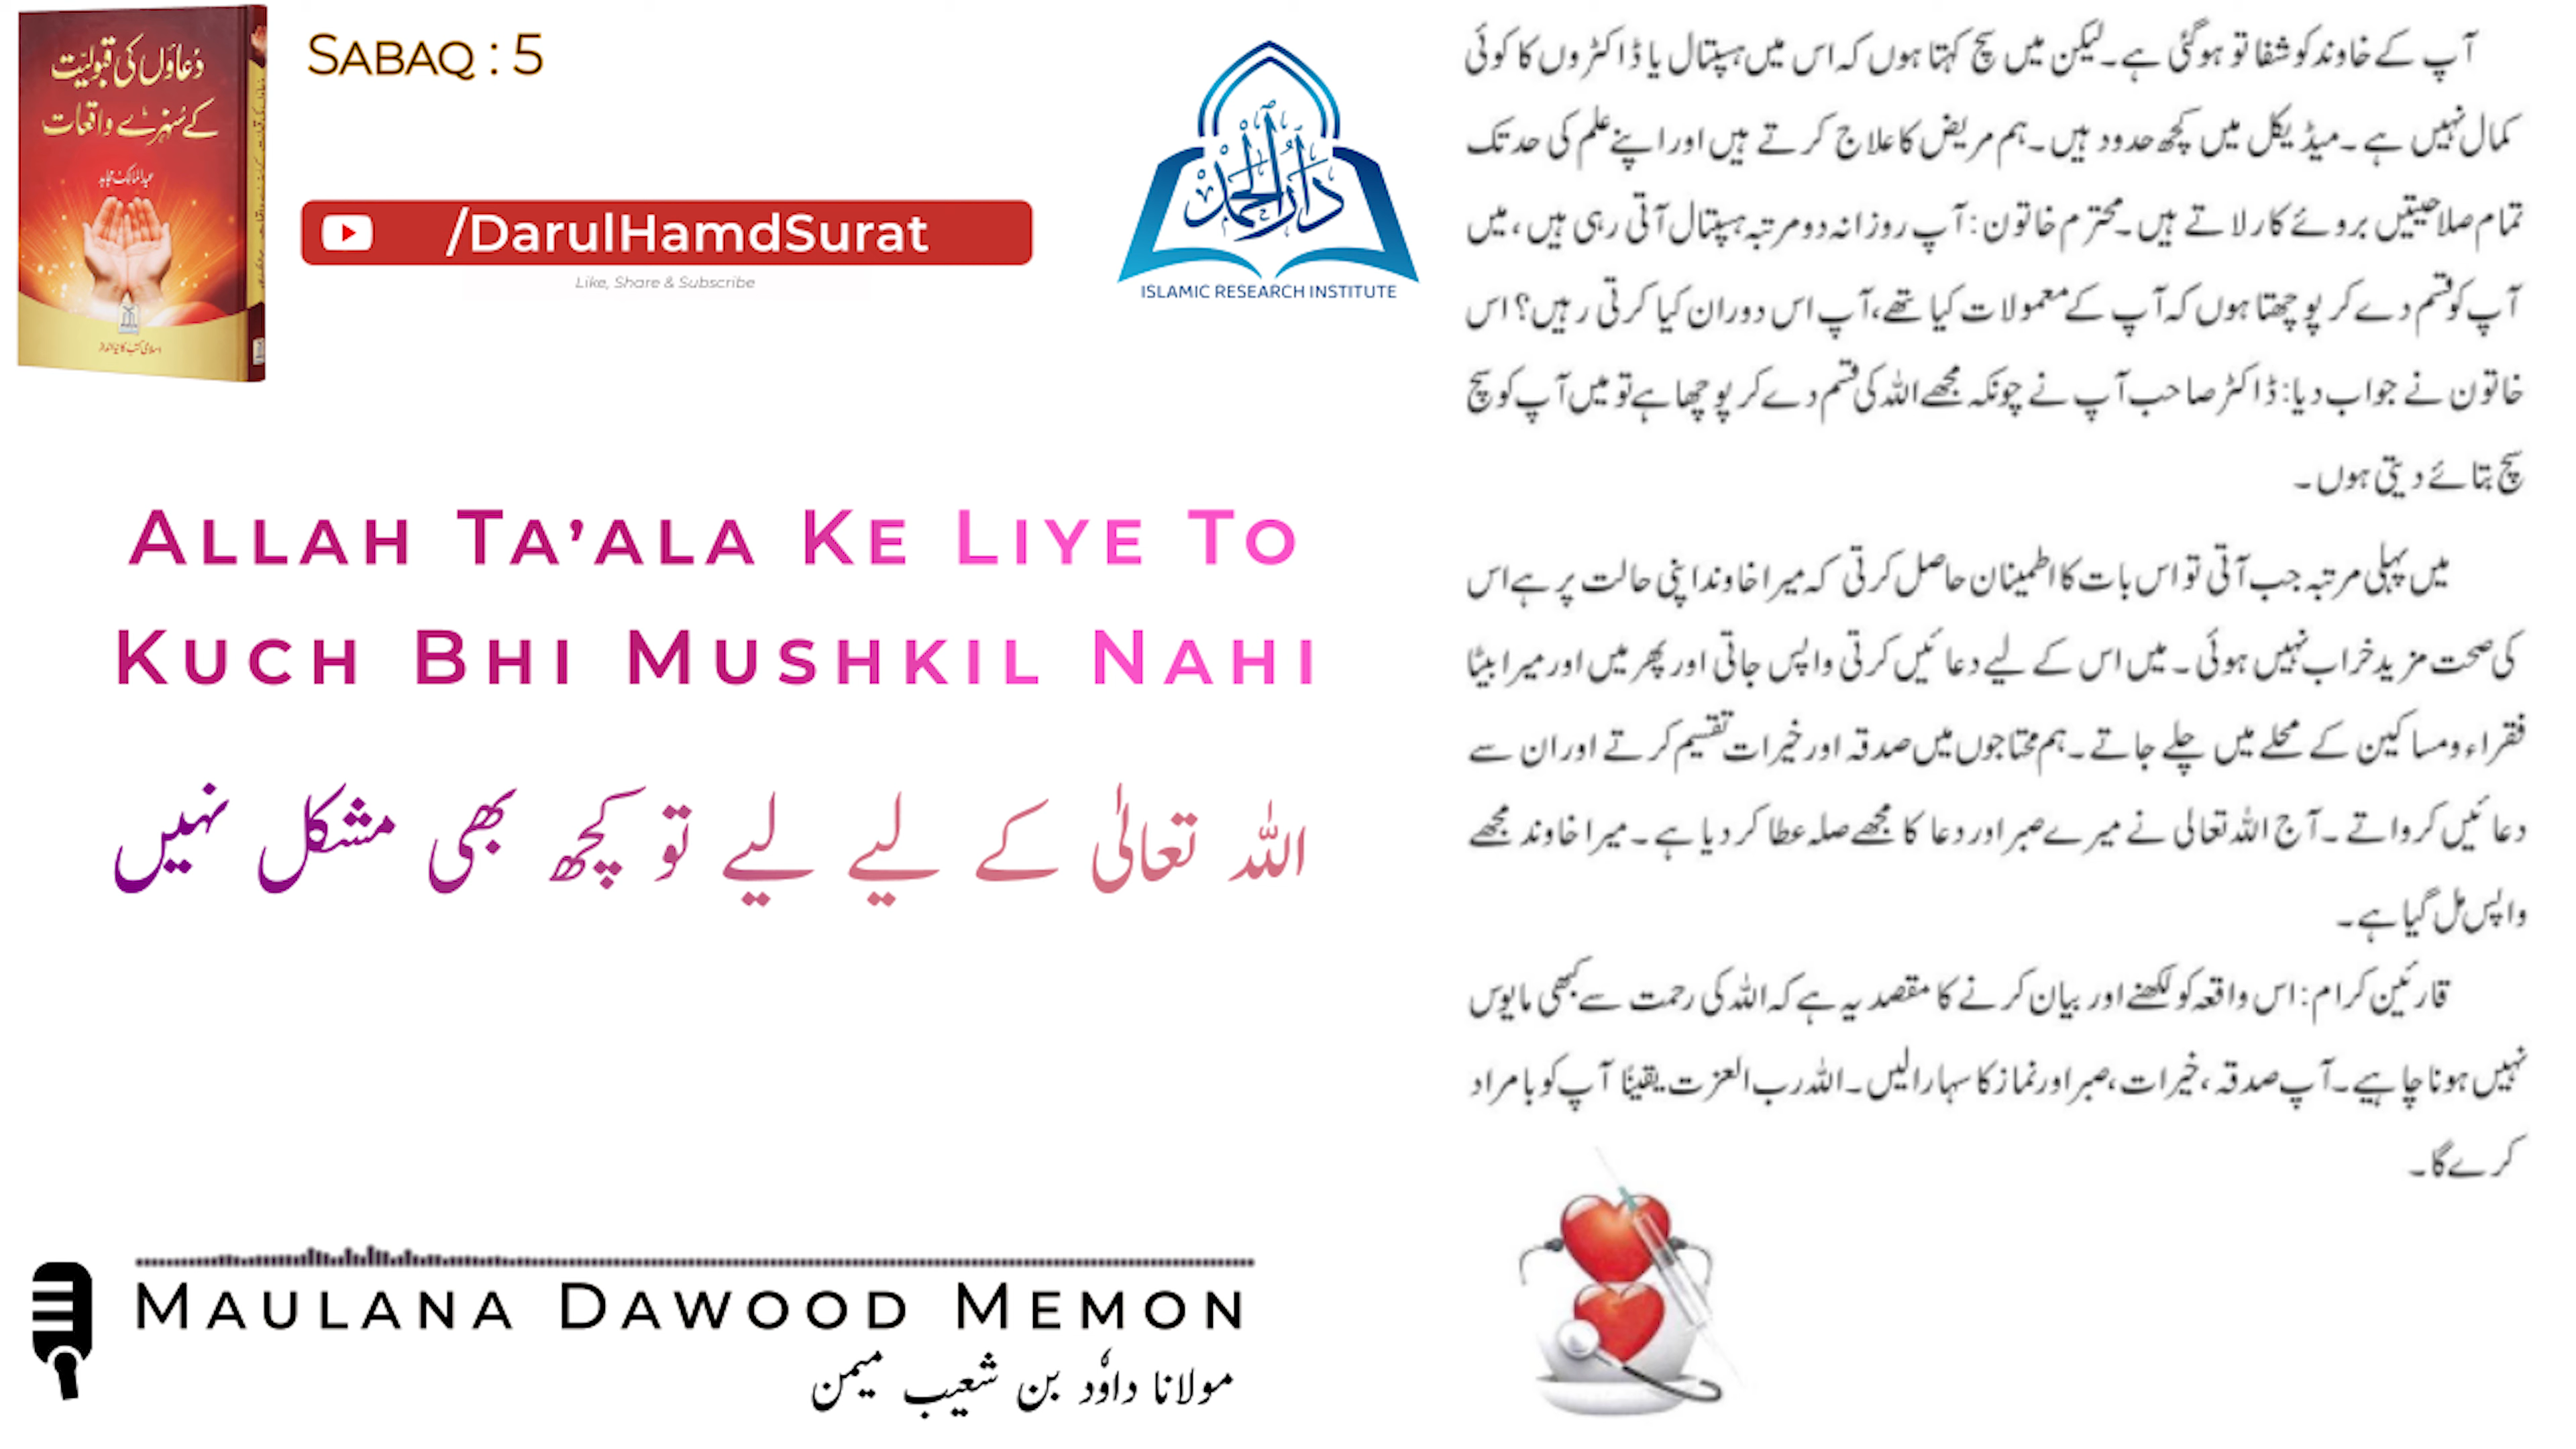 دُعاؤں کی قبولیّت
کے سُنہرے واقعات
عبدالمالک مجاہد
SABAQ : 5
/DarulHamdSurat
Like, Share & Subscribe
دار الحمد
ISLAMIC RESEARCH INSTITUTE
ALLAH TA’ALA KE LIYE TO
KUCH BHI MUSHKIL NAHI
اللہ تعالیٰ کے لیے لیے تو کچھ بھی مشکل نہیں
MAULANA DAWOOD MEMON
مولانا داوٗد بن شعیب میمن
آپ کے خاوند کو شفا تو ہو گئی ہے۔ لیکن میں سچ کہتا ہوں کہ اس میں ہسپتال یا ڈاکٹروں کا کوئی
کمال نہیں ہے۔ میڈیکل میں کچھ حدود ہیں۔ ہم مریض کا علاج کرتے ہیں اور اپنے علم کی حد تک
تمام صلاحیتیں بروئے کار لاتے ہیں۔ محترم خاتون: آپ روزانہ دو مرتبہ ہسپتال آتی رہی ہیں، میں
آپ کو قسم دے کر پوچھتا ہوں کہ آپ کے معمولات کیا تھے، آپ اس دوران کیا کرتی رہیں؟ اس
خاتون نے جواب دیا: ڈاکٹر صاحب آپ نے چونکہ مجھے اللہ کی قسم دے کر پوچھا ہے تو میں آپ کو سچ
سچ بتائے دیتی ہوں۔
میں پہلی مرتبہ جب آتی تو اس بات کا اطمینان حاصل کرتی کہ میرا خاوند اپنی حالت پر ہے اس
کی صحت مزید خراب نہیں ہوئی۔ میں اس کے لیے دعائیں کرتی واپس جاتی اور پھر میں اور میرا بیٹا
فقراء و مساکین کے محلے میں چلے جاتے۔ ہم محتاجوں میں صدقہ اور خیرات تقسیم کرتے اور ان سے
دعائیں کرواتے۔ آج اللہ تعالیٰ نے میرے صبر اور دعا کا مجھے صلہ عطا کر دیا ہے۔ میرا خاوند مجھے
واپس مل گیا ہے۔
قارئین کرام: اس واقعہ کو لکھنے اور بیان کرنے کا مقصد یہ ہے کہ اللہ کی رحمت سے کبھی مایوس
نہیں ہونا چاہیے۔ آپ صدقہ، خیرات، صبر اور نماز کا سہارا لیں۔ اللہ رب العزت یقینًا آپ کو بامراد
کرے گا۔